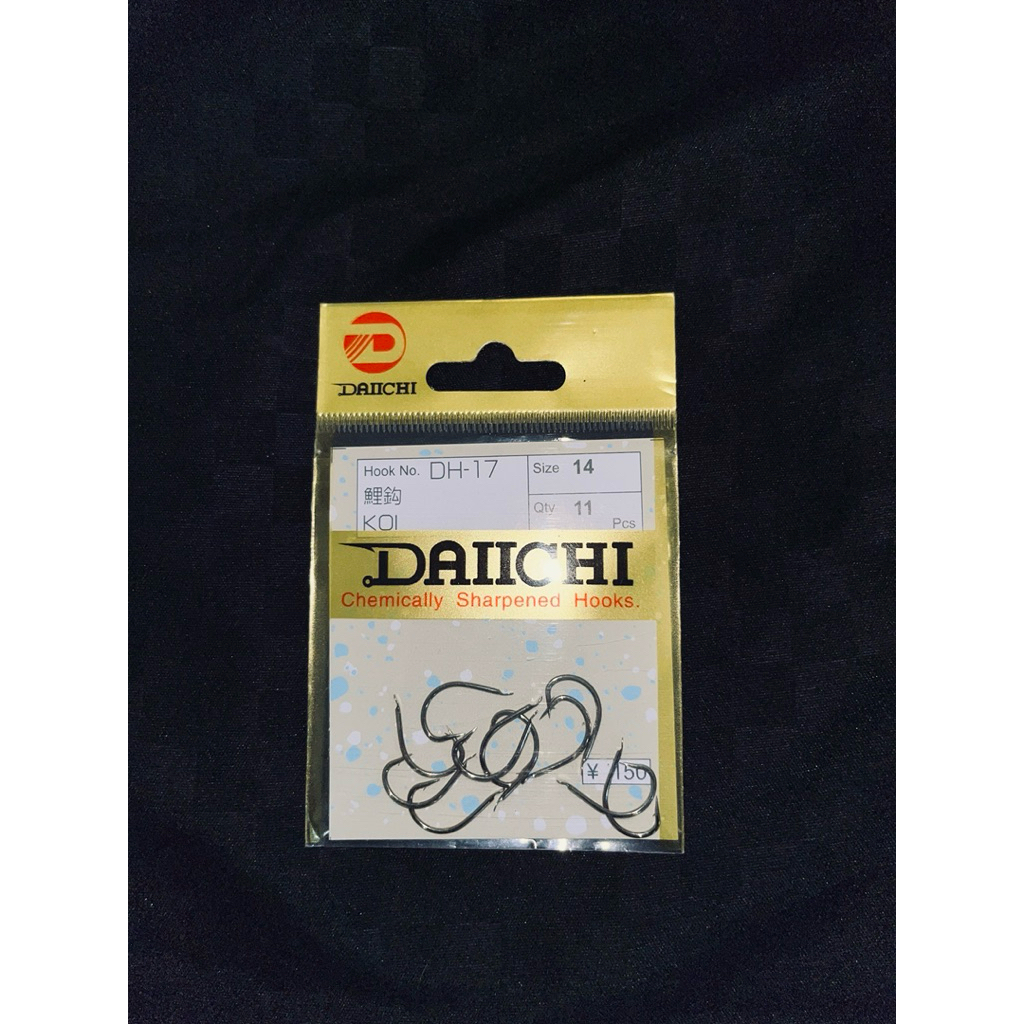 DAIICHI
Hook No. DH-17
鯉鈎
KOI
Size 14
Qty 11
Pcs
DAIICHI
Chemically Sharpened Hooks.
¥ 150